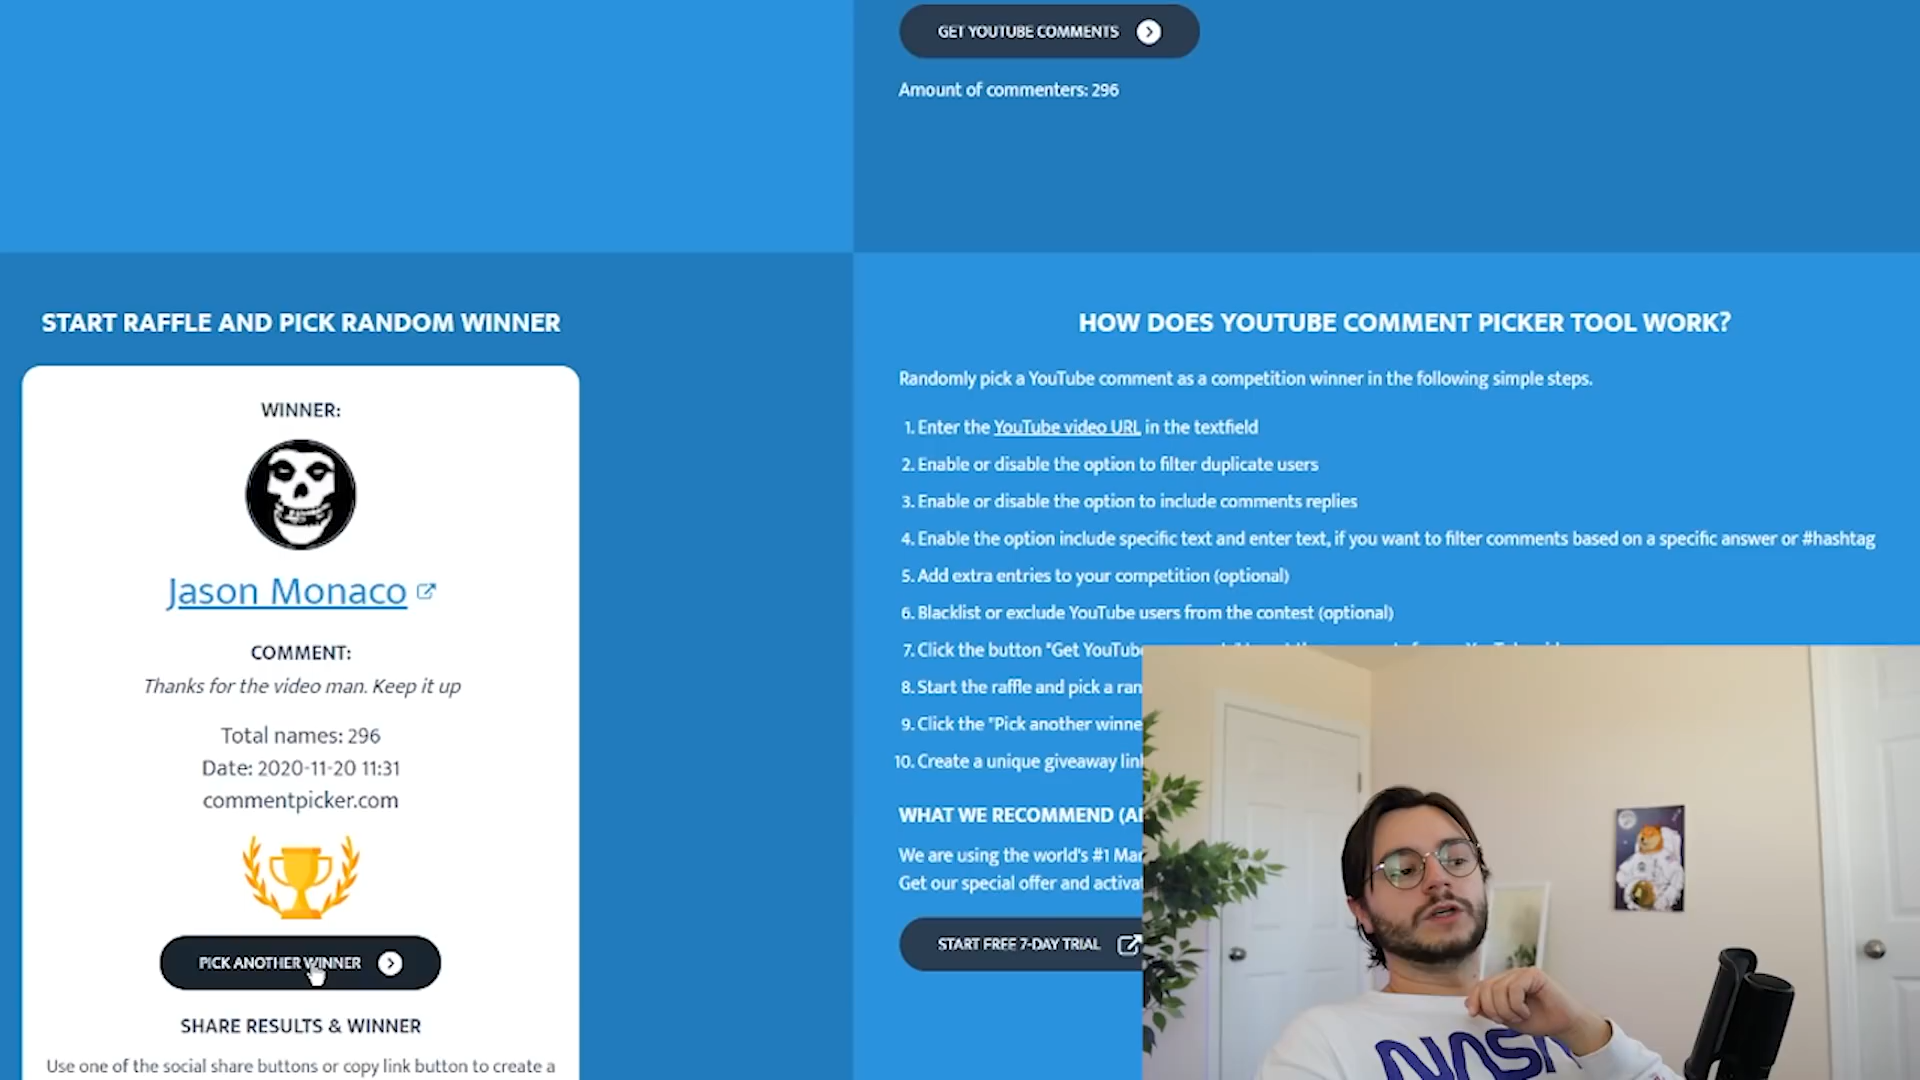 GET YOUTUBE COMMENTS
Amount of commenters: 296
START RAFFLE AND PICK RANDOM WINNER
WINNER:
Jason Monaco
COMMENT:
Thanks for the video man. Keep it up
Total names: 296
Date: 2020-11-20 11:31
commentpicker.com
PICK ANOTHER WINNER
SHARE RESULTS & WINNER
Use one of the social share buttons or copy link button to create a
HOW DOES YOUTUBE COMMENT PICKER TOOL WORK?
Randomly pick a YouTube comment as a competition winner in the following simple steps.
1. Enter the YouTube video URL in the textfield
2. Enable or disable the option to filter duplicate users
3. Enable or disable the option to include comments replies
4. Enable the option include specific text and enter text, if you want to filter comments based on a specific answer or #hashtag
5. Add extra entries to your competition (optional)
6. Blacklist or exclude YouTube users from the contest (optional)
7. Click the button "Get YouTube
8. Start the raffle and pick a ran
9. Click the "Pick another winne
10. Create a unique giveaway lin
WHAT WE RECOMMEND (A
We are using the world's #1 Mar
Get our special offer and activa
START FREE 7-DAY TRIAL
NASA